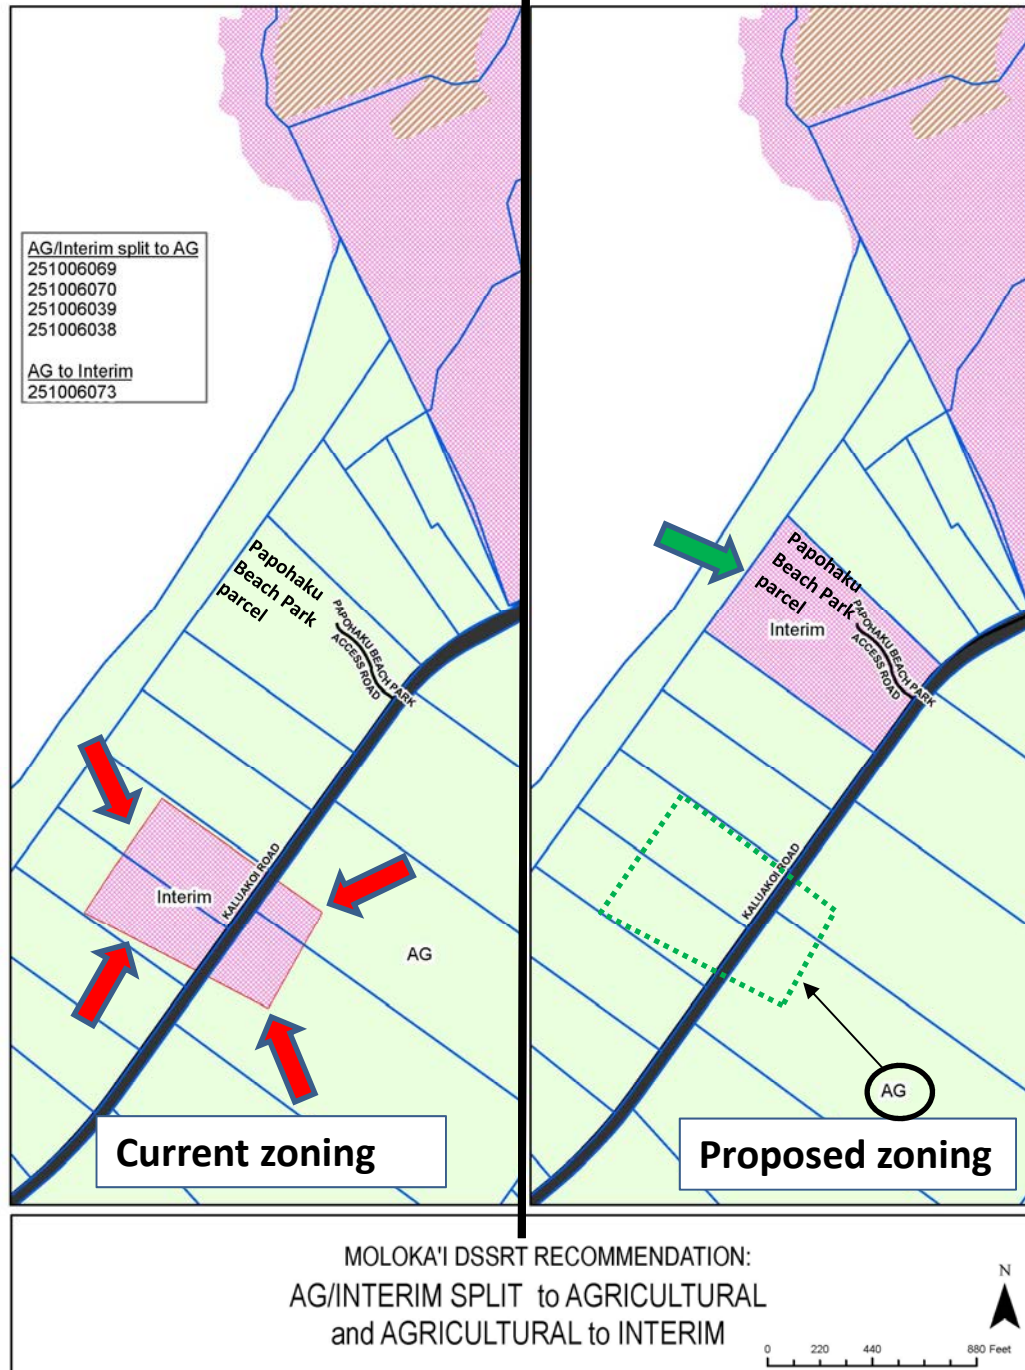 AG/Interim split to AG
251006069
251006070
251006039
251006038
AG to Interim
251006073
Papohaku
Beach Park
parcel
PAPOHAKU BEACH PARK
ACCESS ROAD
KALUAKOI ROAD
Interim
AG
Current zoning
Papohaku
Beach Park
parcel
Interim
PAPOHAKU BEACH PARK
ACCESS ROAD
KALUAKOI ROAD
AG
Proposed zoning
MOLOKA'I DSSRT RECOMMENDATION:
AG/INTERIM SPLIT to AGRICULTURAL
and AGRICULTURAL to INTERIM
N
0 220 440 880 Feet